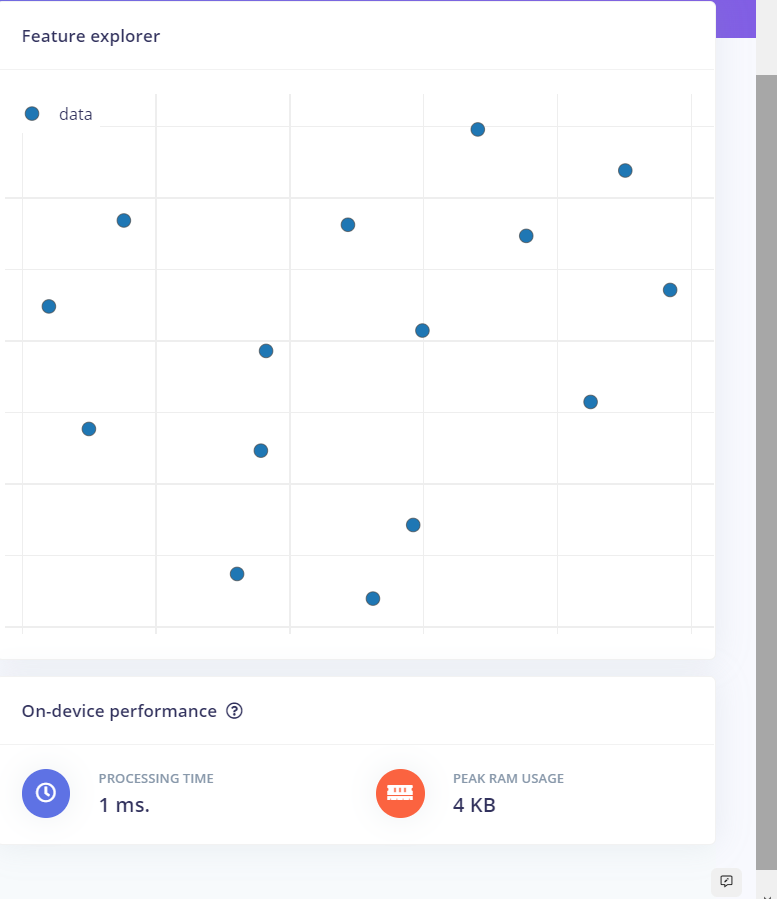 Feature explorer
data
On-device performance
PROCESSING TIME
1 ms.
PEAK RAM USAGE
4 KB